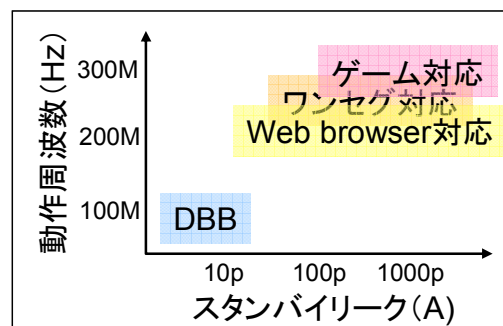 動作周波数(Hz)
300M
200M
100M
ゲーム対応
ワンセグ対応
Web browser対応
DBB
10p
100p
1000p
スタンバイリーク(A)